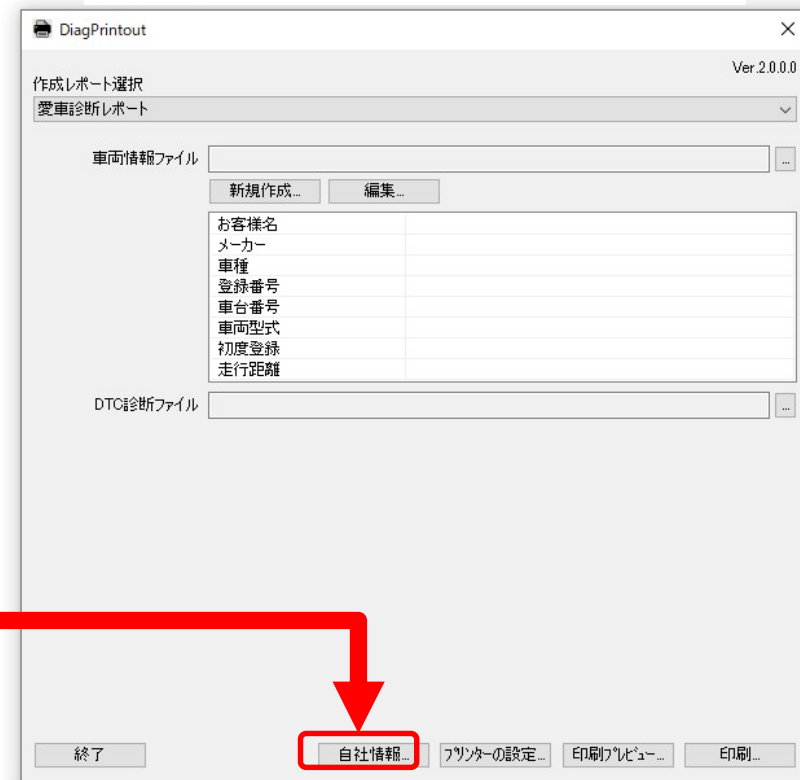 DiagPrintout
Ver.2.0.0.0
作成レポート選択
愛車診断レポート
車両情報ファイル
...
新規作成... 編集...
お客様名
メーカー
車種
登録番号
車台番号
車両型式
初度登録
走行距離
DTC診断ファイル
...
終了 自社情報... プリンターの設定... 印刷プレビュー... 印刷...